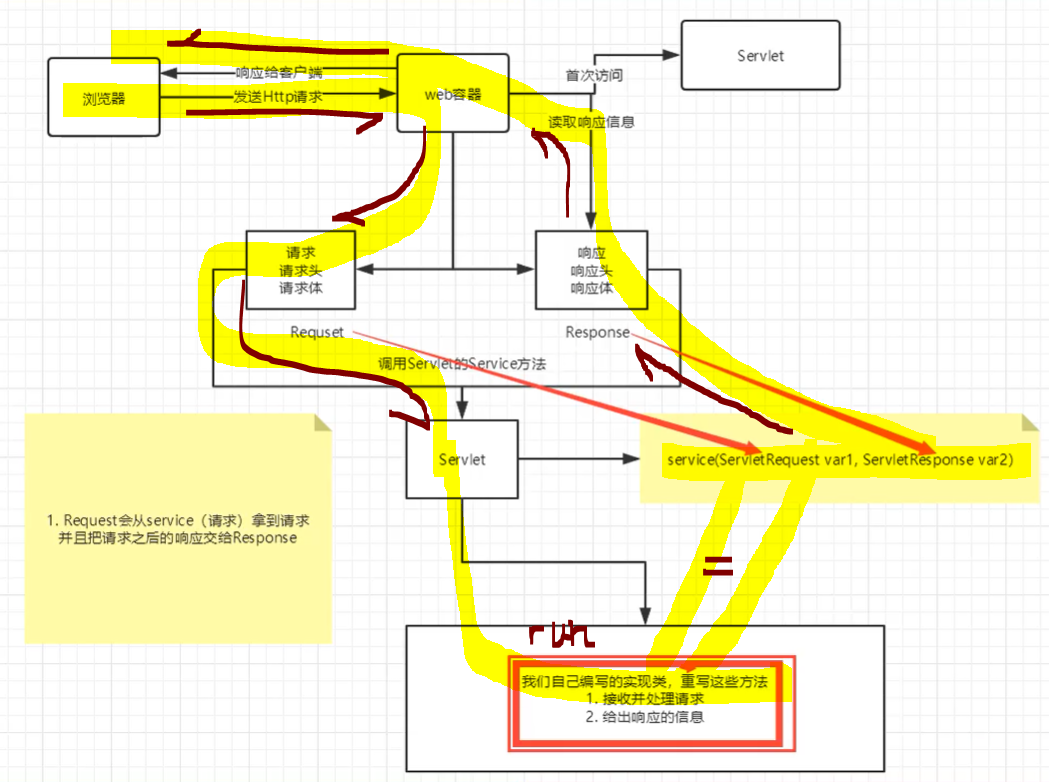 Servlet
首次访问
响应给客户端
浏览器
发送Http请求
web容器
读取响应信息
请求
请求头
请求体
响应
响应头
响应体
Requset
Response
调用Servlet的Service方法
Servlet
service(ServletRequest var1, ServletResponse var2)
1. Request会从service（请求）拿到请求
并且把请求之后的响应交给Response
=
run
我们自己编写的实现类，重写这些方法
1. 接收并处理请求
2. 给出响应的信息